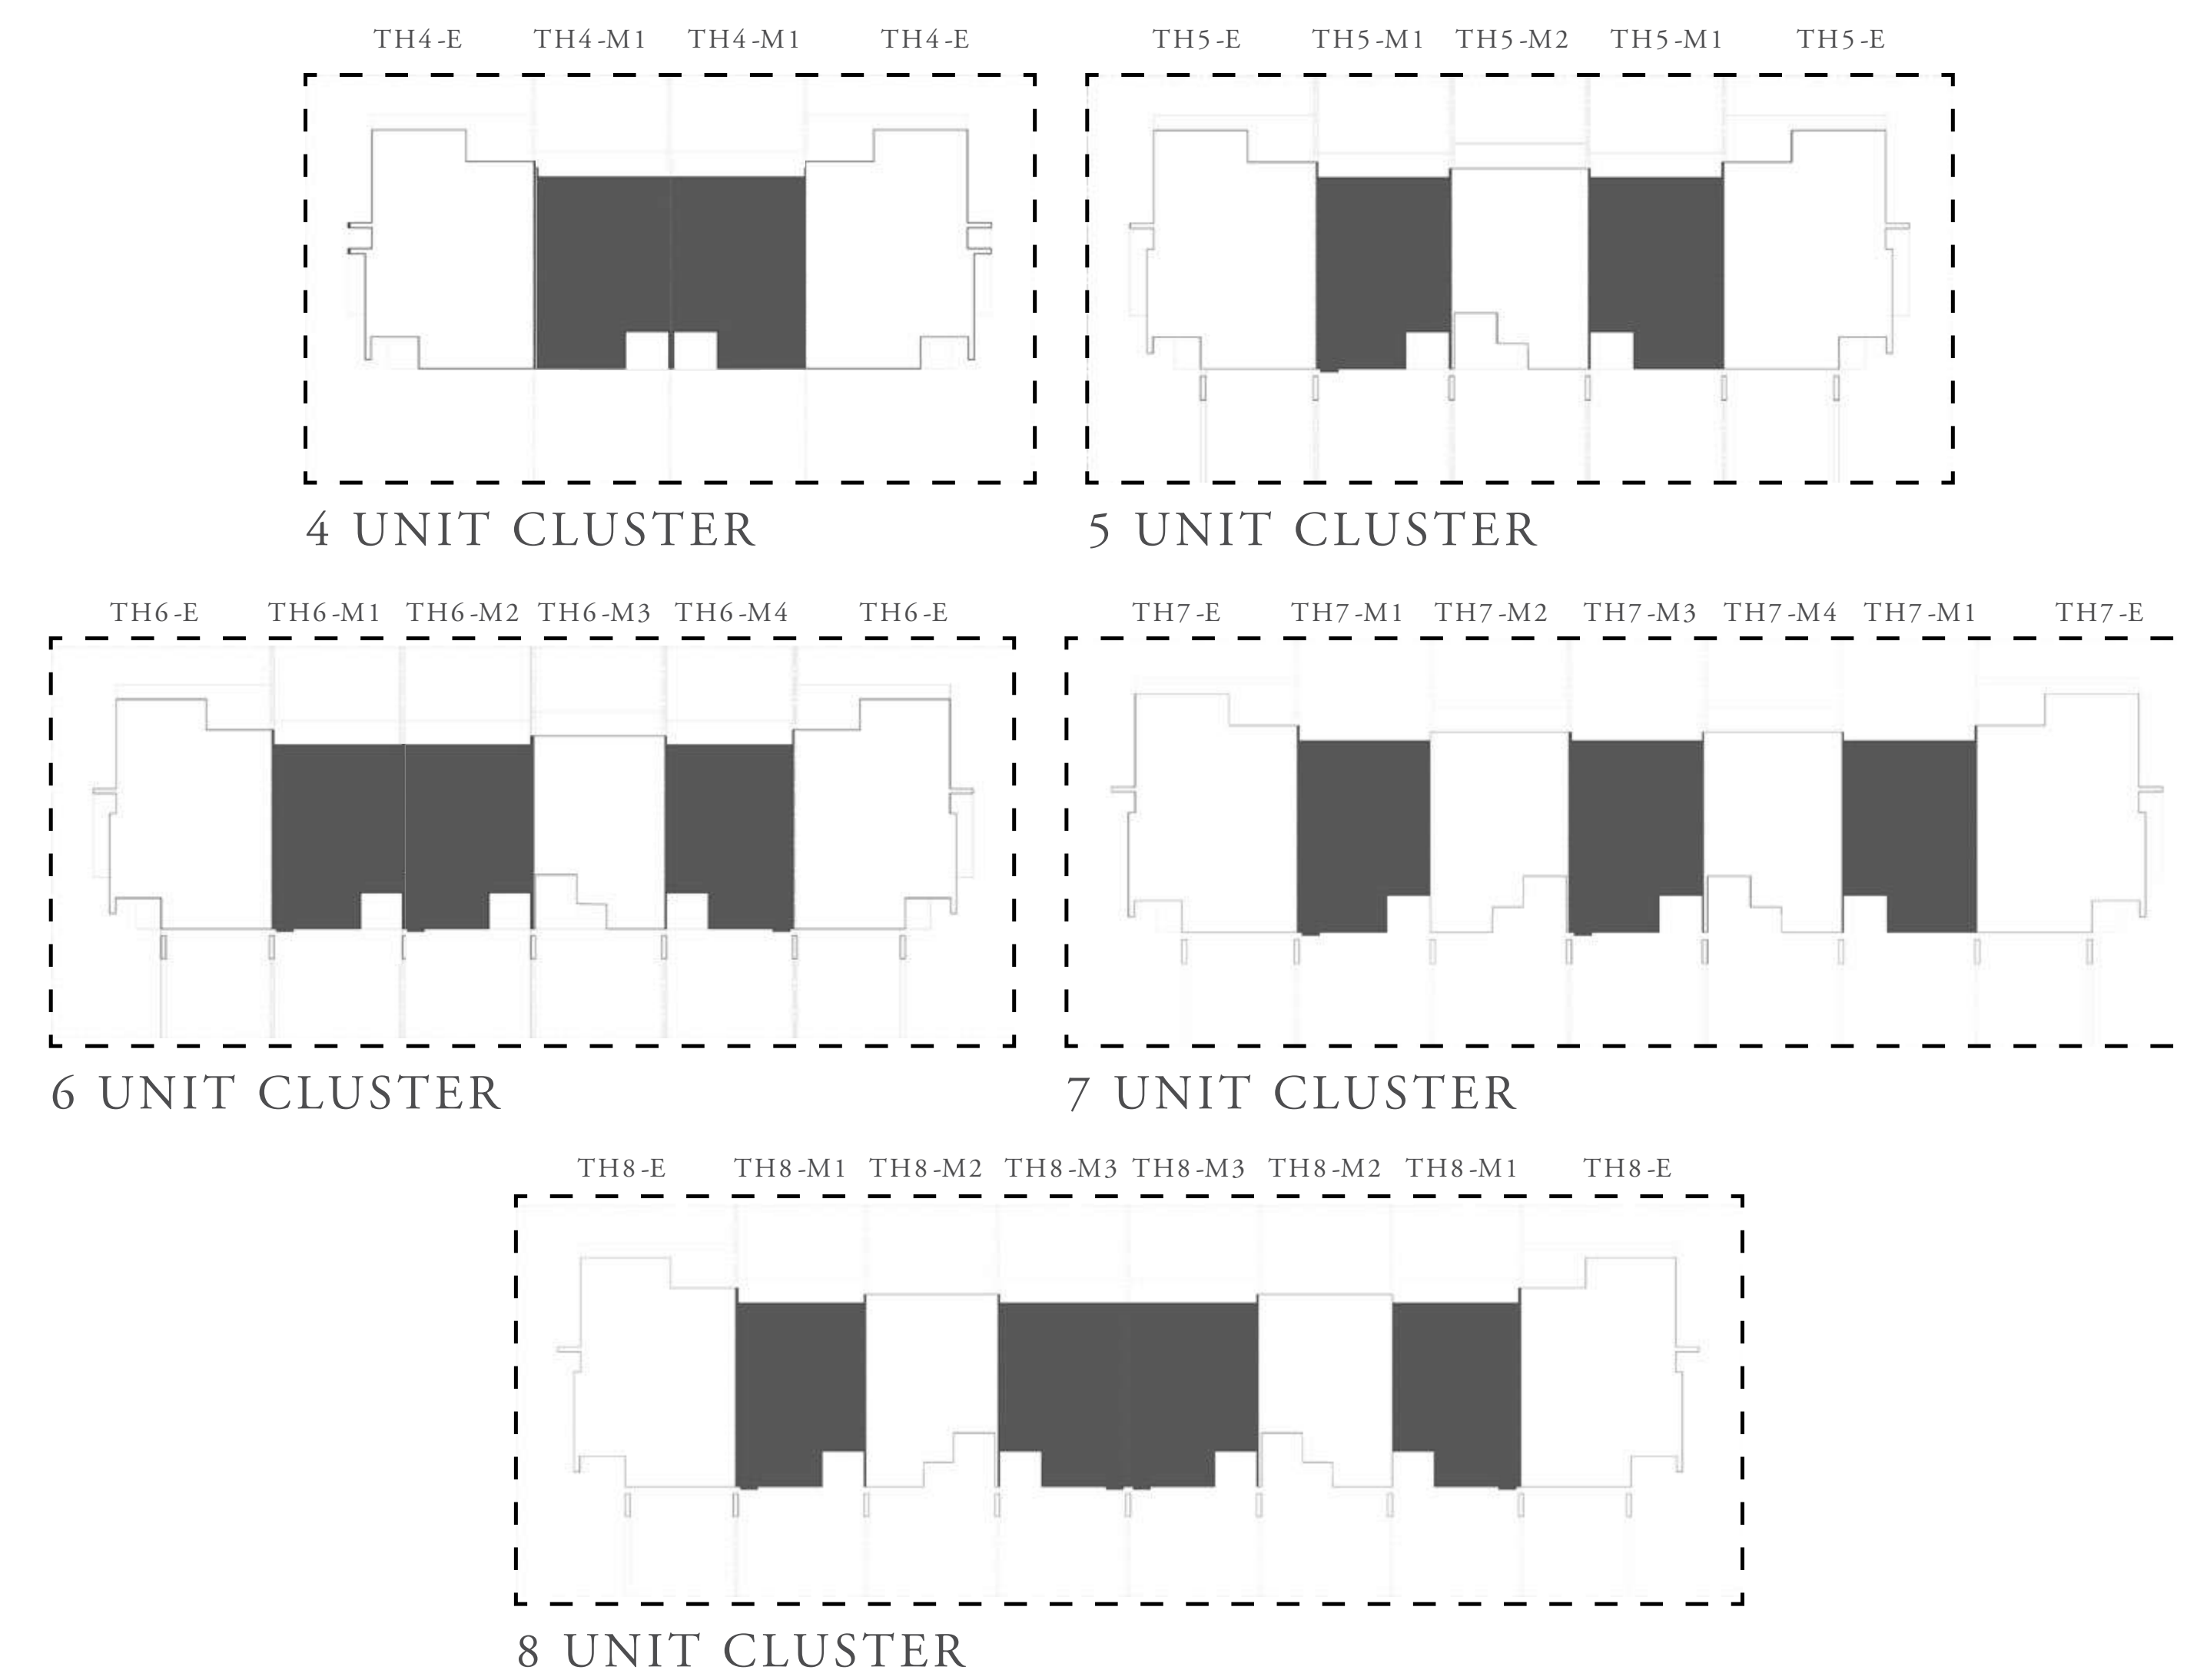 TH4-E TH4-M1 TH4-M1 TH4-E
TH5-E TH5-M1 TH5-M2 TH5-M1 TH5-E
4 UNIT CLUSTER
5 UNIT CLUSTER
TH6-E TH6-M1 TH6-M2 TH6-M3 TH6-M4 TH6-E
TH7-E TH7-M1 TH7-M2 TH7-M3 TH7-M4 TH7-M1 TH7-E
6 UNIT CLUSTER
7 UNIT CLUSTER
TH8-E TH8-M1 TH8-M2 TH8-M3 TH8-M3 TH8-M2 TH8-M1 TH8-E
8 UNIT CLUSTER